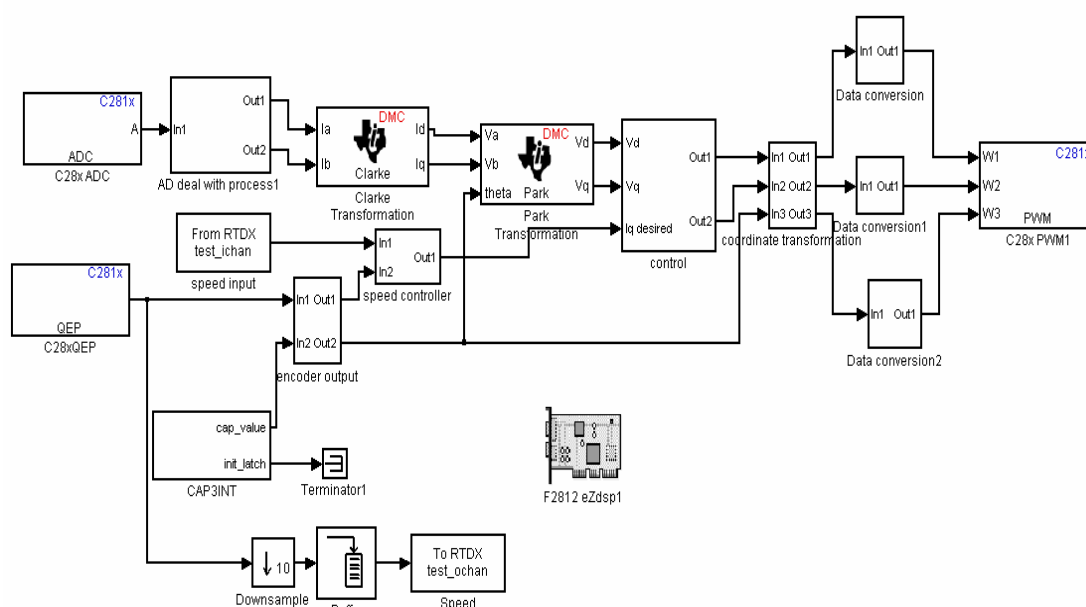 C281x
A
ADC
C28x ADC
In1
Out1
Out2
AD deal with process1
DMC
Ia
Ib
Id
Iq
Clarke
Clarke
Transformation
DMC
Va
Vb
theta
Vd
Vq
Park
Park
Transformation
Vd
Vq
Iq desired
Out1
Out2
control
In1 Out1
In2 Out2
In3 Out3
coordinate transformation
In1 Out1
Data conversion
In1 Out1
Data conversion1
In1 Out1
Data conversion2
C281x
W1
W2
W3
PWM
C28x PWM1
From RTDX
test_ichan
speed input
In1
In2
Out1
speed controller
C281x
QEP
C28xQEP
In1 Out1
In2 Out2
encoder output
cap_value
init_latch
CAP3INT
Terminator1
F2812 eZdsp1
10
Downsample
To RTDX
test_ochan
Speed